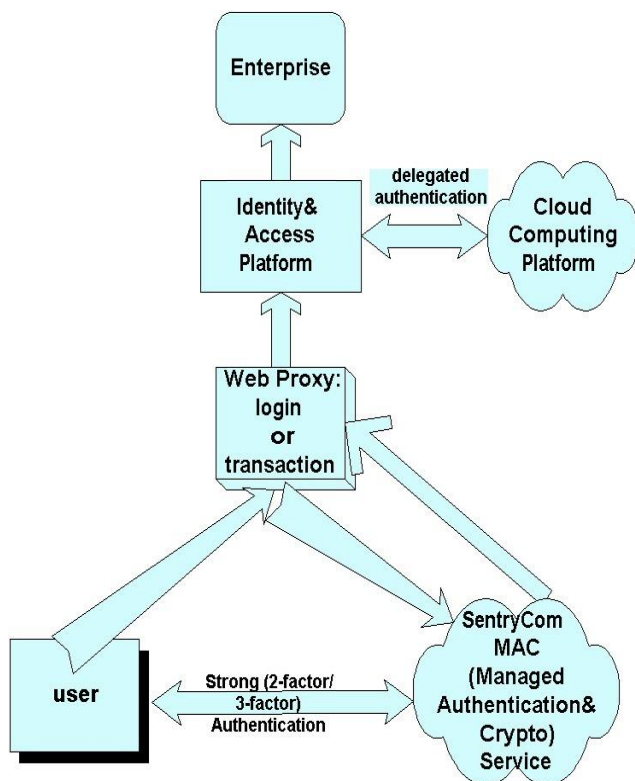 Enterprise
delegated
authentication
Identity&
Access
Platform
Cloud
Computing
Platform
Web Proxy:
login
or
transaction
user
Strong (2-factor/
3-factor)
Authentication
SentryCom
MAC
(Managed
Authentication&
Crypto)
Service